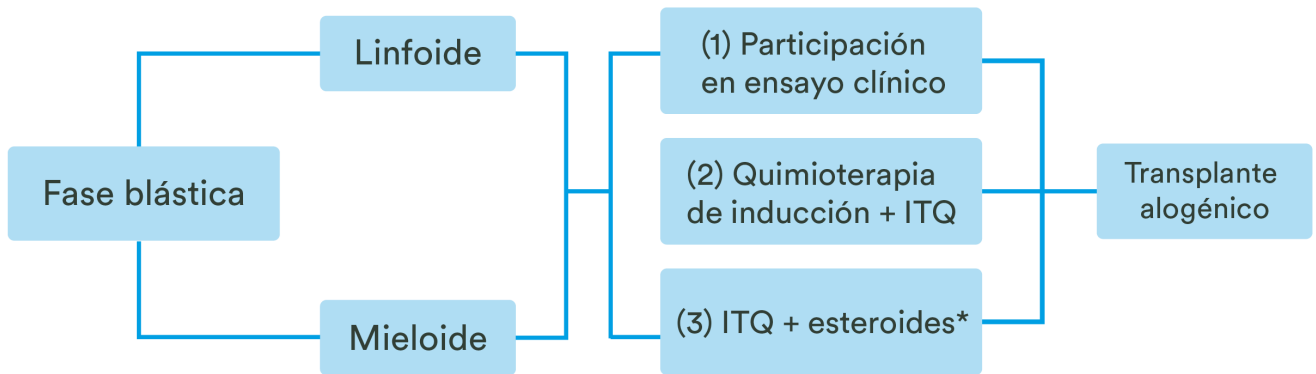 Fase blástica
Linfoide
Mieloide
(1) Participación
en ensayo clínico
(2) Quimioterapia
de inducción + ITQ
(3) ITQ + esteroides*
Transplante
alogénico